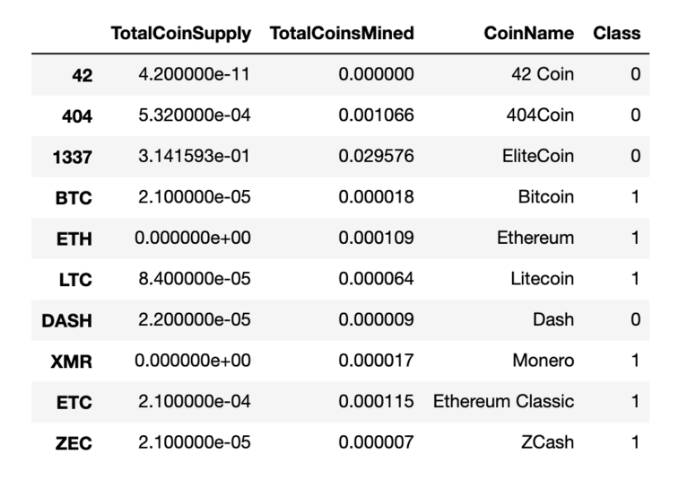 TotalCoinSupply TotalCoinsMined CoinName Class
42 4.200000e-11 0.000000 42 Coin 0
404 5.320000e-04 0.001066 404Coin 0
1337 3.141593e-01 0.029576 EliteCoin 0
BTC 2.100000e-05 0.000018 Bitcoin 1
ETH 0.000000e+00 0.000109 Ethereum 1
LTC 8.400000e-05 0.000064 Litecoin 1
DASH 2.200000e-05 0.000009 Dash 0
XMR 0.000000e+00 0.000017 Monero 1
ETC 2.100000e-04 0.000115 Ethereum Classic 1
ZEC 2.100000e-05 0.000007 ZCash 1